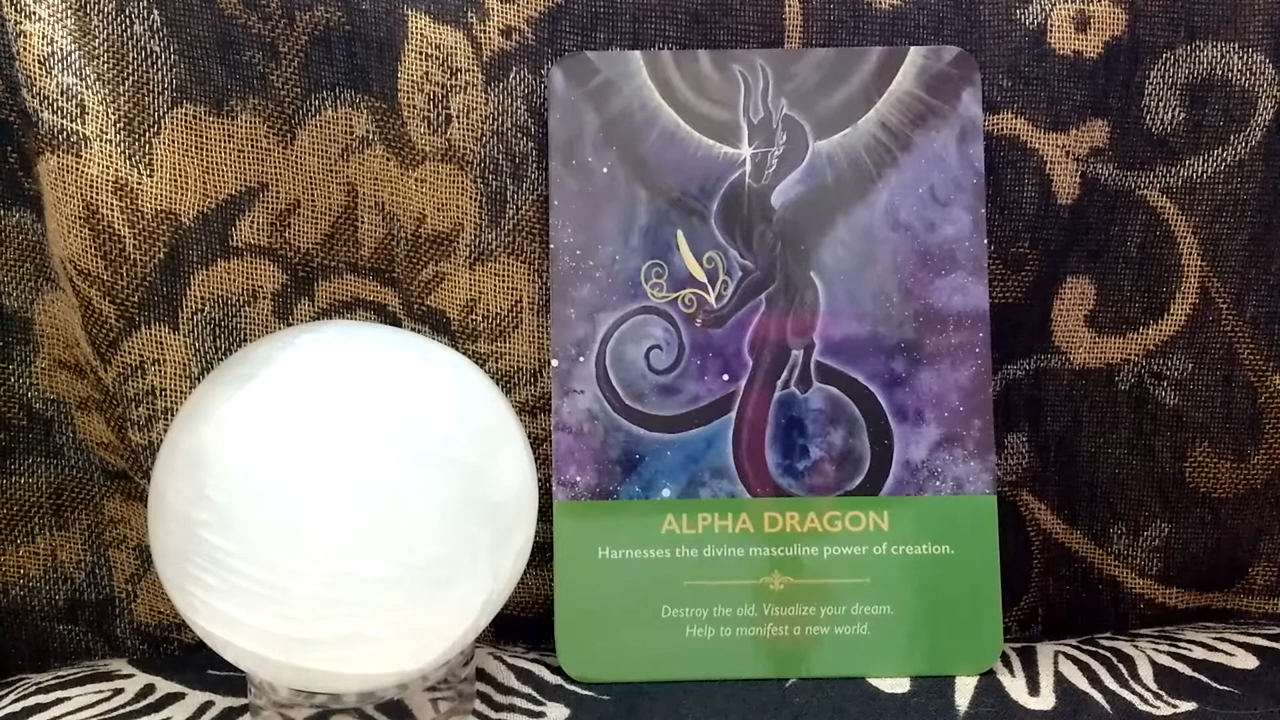 ALPHA DRAGON
Harnesses the divine masculine power of creation.
Destroy the old. Visualize your dream.
Help to manifest a new world.